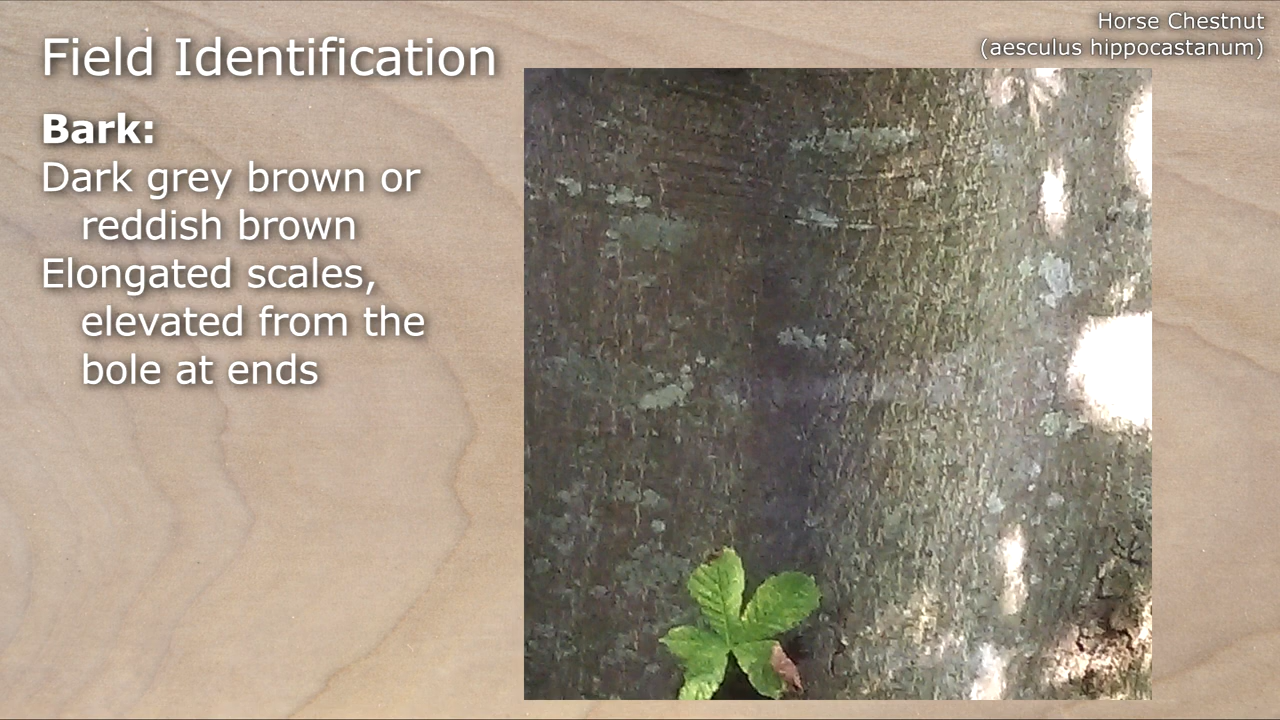 Horse Chestnut
(aesculus hippocastanum)
Field Identification
Bark:
Dark grey brown or
reddish brown
Elongated scales,
elevated from the
bole at ends